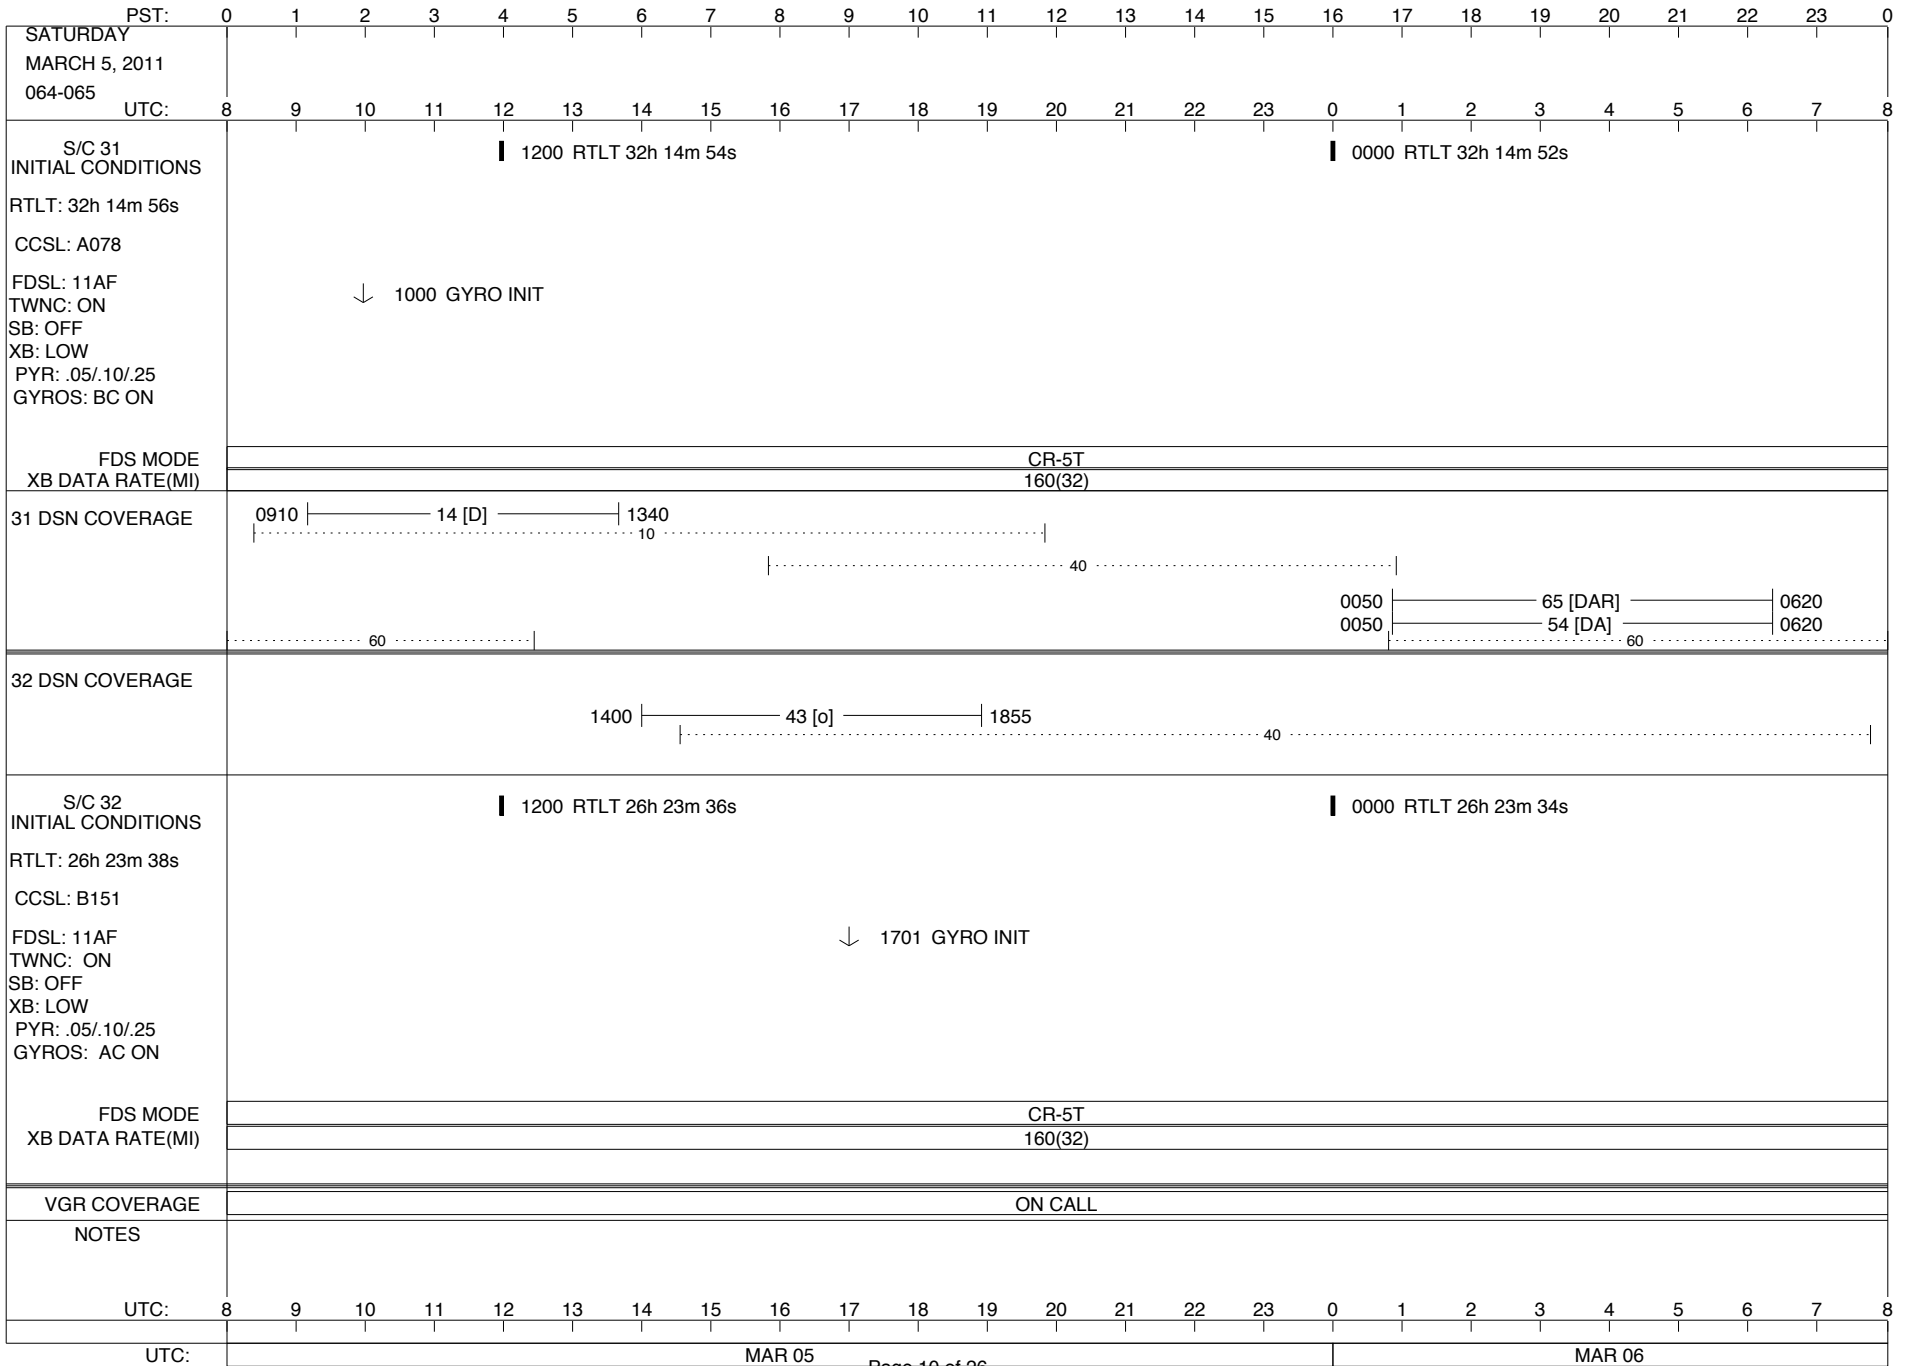 PST: 0 1 2 3 4 5 6 7 8 9 10 11 12 13 14 15 16 17 18 19 20 21 22 23 0
SATURDAY
MARCH 5, 2011
064-065
UTC: 8 9 10 11 12 13 14 15 16 17 18 19 20 21 22 23 0 1 2 3 4 5 6 7 8
S/C 31
INITIAL CONDITIONS
1200 RTLT 32h 14m 54s
0000 RTLT 32h 14m 52s
RTLT: 32h 14m 56s
CCSL: A078
FDSL: 11AF
1000 GYRO INIT
TWNC: ON
SB: OFF
XB: LOW
PYR: .05/.10/.25
GYROS: BC ON
FDS MODE CR-5T
XB DATA RATE(MI) 160(32)
31 DSN COVERAGE
0910 14 [D] 1340
10
40
0050 65 [DAR] 0620
0050 54 [DA] 0620
60 60
32 DSN COVERAGE
1400 43 [o] 1855
40
S/C 32
INITIAL CONDITIONS
1200 RTLT 26h 23m 36s
0000 RTLT 26h 23m 34s
RTLT: 26h 23m 38s
CCSL: B151
FDSL: 11AF
1701 GYRO INIT
TWNC: ON
SB: OFF
XB: LOW
PYR: .05/.10/.25
GYROS: AC ON
FDS MODE CR-5T
XB DATA RATE(MI) 160(32)
VGR COVERAGE ON CALL
NOTES
UTC: 8 9 10 11 12 13 14 15 16 17 18 19 20 21 22 23 0 1 2 3 4 5 6 7 8
UTC: MAR 05 MAR 06